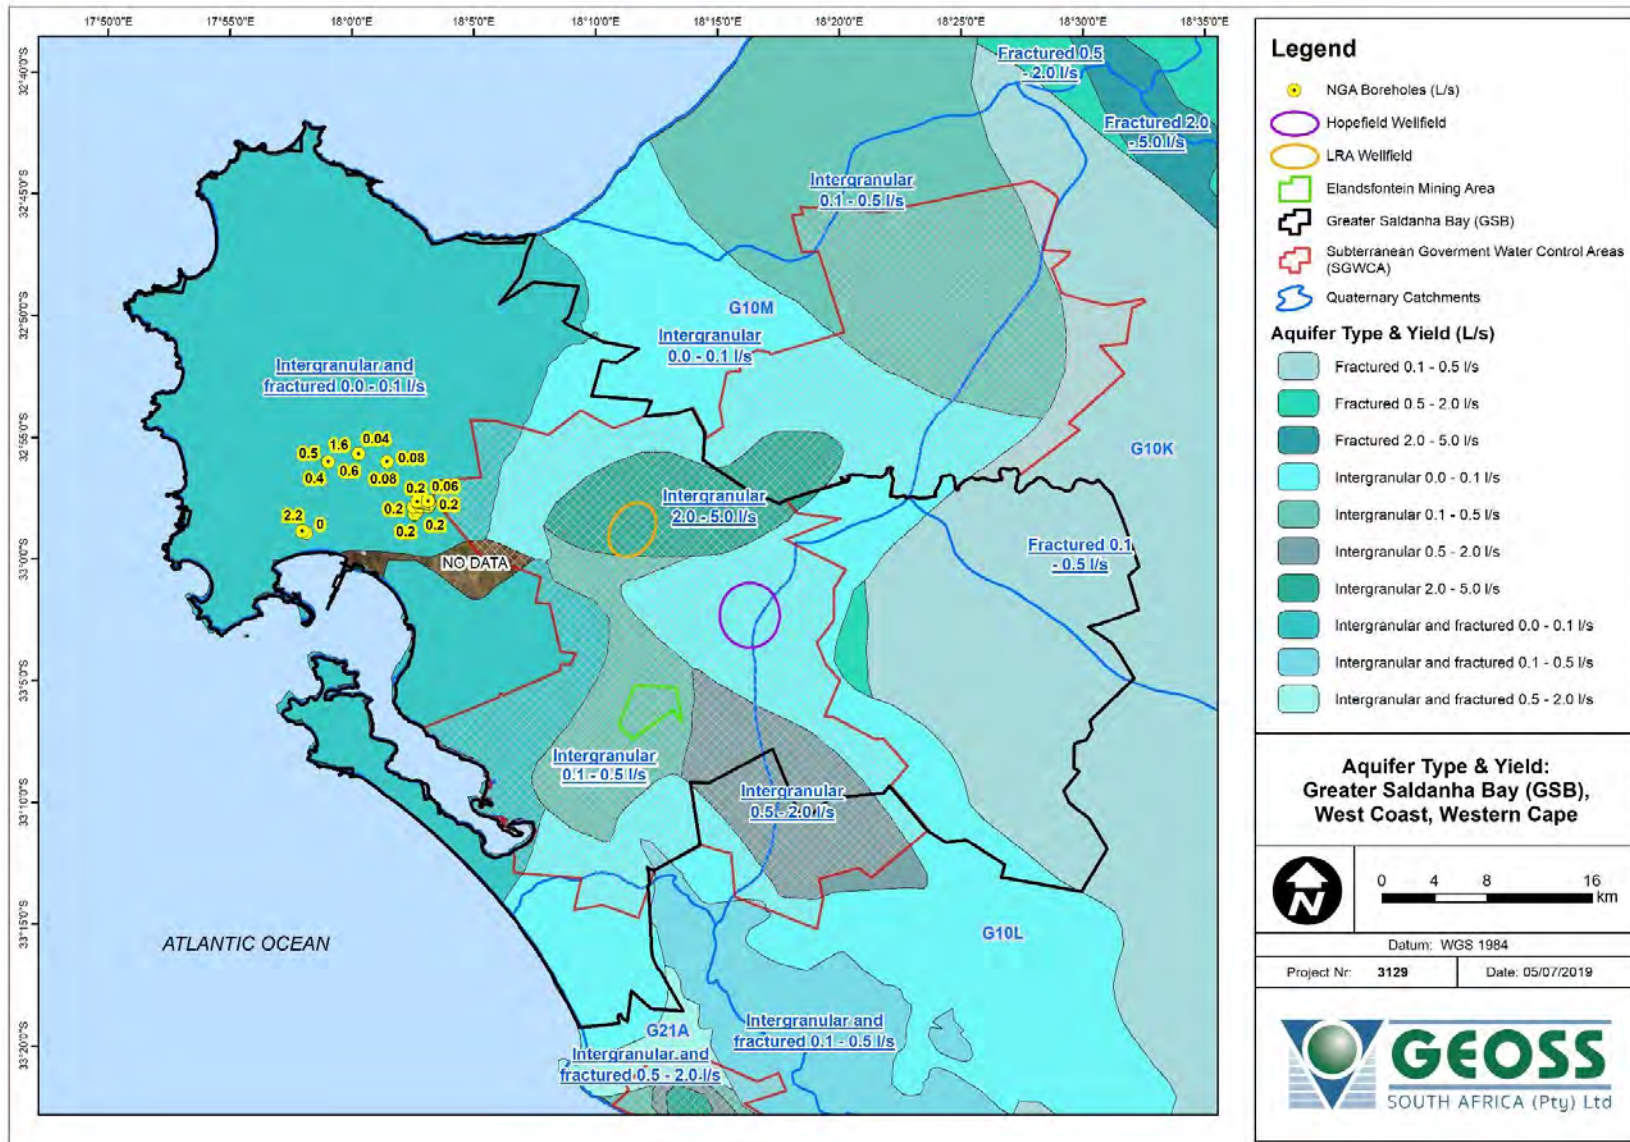 17°50'0"E 17°55'0"E 18°0'0"E 18°5'0"E 18°10'0"E 18°15'0"E 18°20'0"E 18°25'0"E 18°30'0"E 18°35'0"E
32°40'0"S
32°45'0"S
32°50'0"S
32°55'0"S
33°0'0"S
33°5'0"S
33°10'0"S
33°15'0"S
33°20'0"S
Fractured 0.5
- 2.0 l/s
Fractured 2.0
- 5.0 l/s
Intergranular
0.1 - 0.5 l/s
G10M
Intergranular
0.0 - 0.1 l/s
Intergranular and
fractured 0.0 - 0.1 l/s
G10K
0.5 1.6 0.04
0.08
0.4 0.6 0.08
0.2 0.06
0.2 0.2
0.2 0.2
2.2 0
Intergranular
2.0 - 5.0 l/s
NO DATA
Fractured 0.1
- 0.5 l/s
Intergranular
0.1 - 0.5 l/s
Intergranular
0.5 - 2.0 l/s
ATLANTIC OCEAN
G10L
G21A
Intergranular and
fractured 0.1 - 0.5 l/s
Intergranular and
fractured 0.5 - 2.0 l/s
Legend
NGA Boreholes (L/s)
Hopefield Wellfield
LRA Wellfield
Elandsfontein Mining Area
Greater Saldanha Bay (GSB)
Subterranean Goverment Water Control Areas
(SGWCA)
Quaternary Catchments
Aquifer Type & Yield (L/s)
Fractured 0.1 - 0.5 l/s
Fractured 0.5 - 2.0 l/s
Fractured 2.0 - 5.0 l/s
Intergranular 0.0 - 0.1 l/s
Intergranular 0.1 - 0.5 l/s
Intergranular 0.5 - 2.0 l/s
Intergranular 2.0 - 5.0 l/s
Intergranular and fractured 0.0 - 0.1 l/s
Intergranular and fractured 0.1 - 0.5 l/s
Intergranular and fractured 0.5 - 2.0 l/s
Aquifer Type & Yield:
Greater Saldanha Bay (GSB),
West Coast, Western Cape
N
0 4 8 16
km
Datum: WGS 1984
Project Nr: 3129 Date: 05/07/2019
GEOSS
SOUTH AFRICA (Pty) Ltd